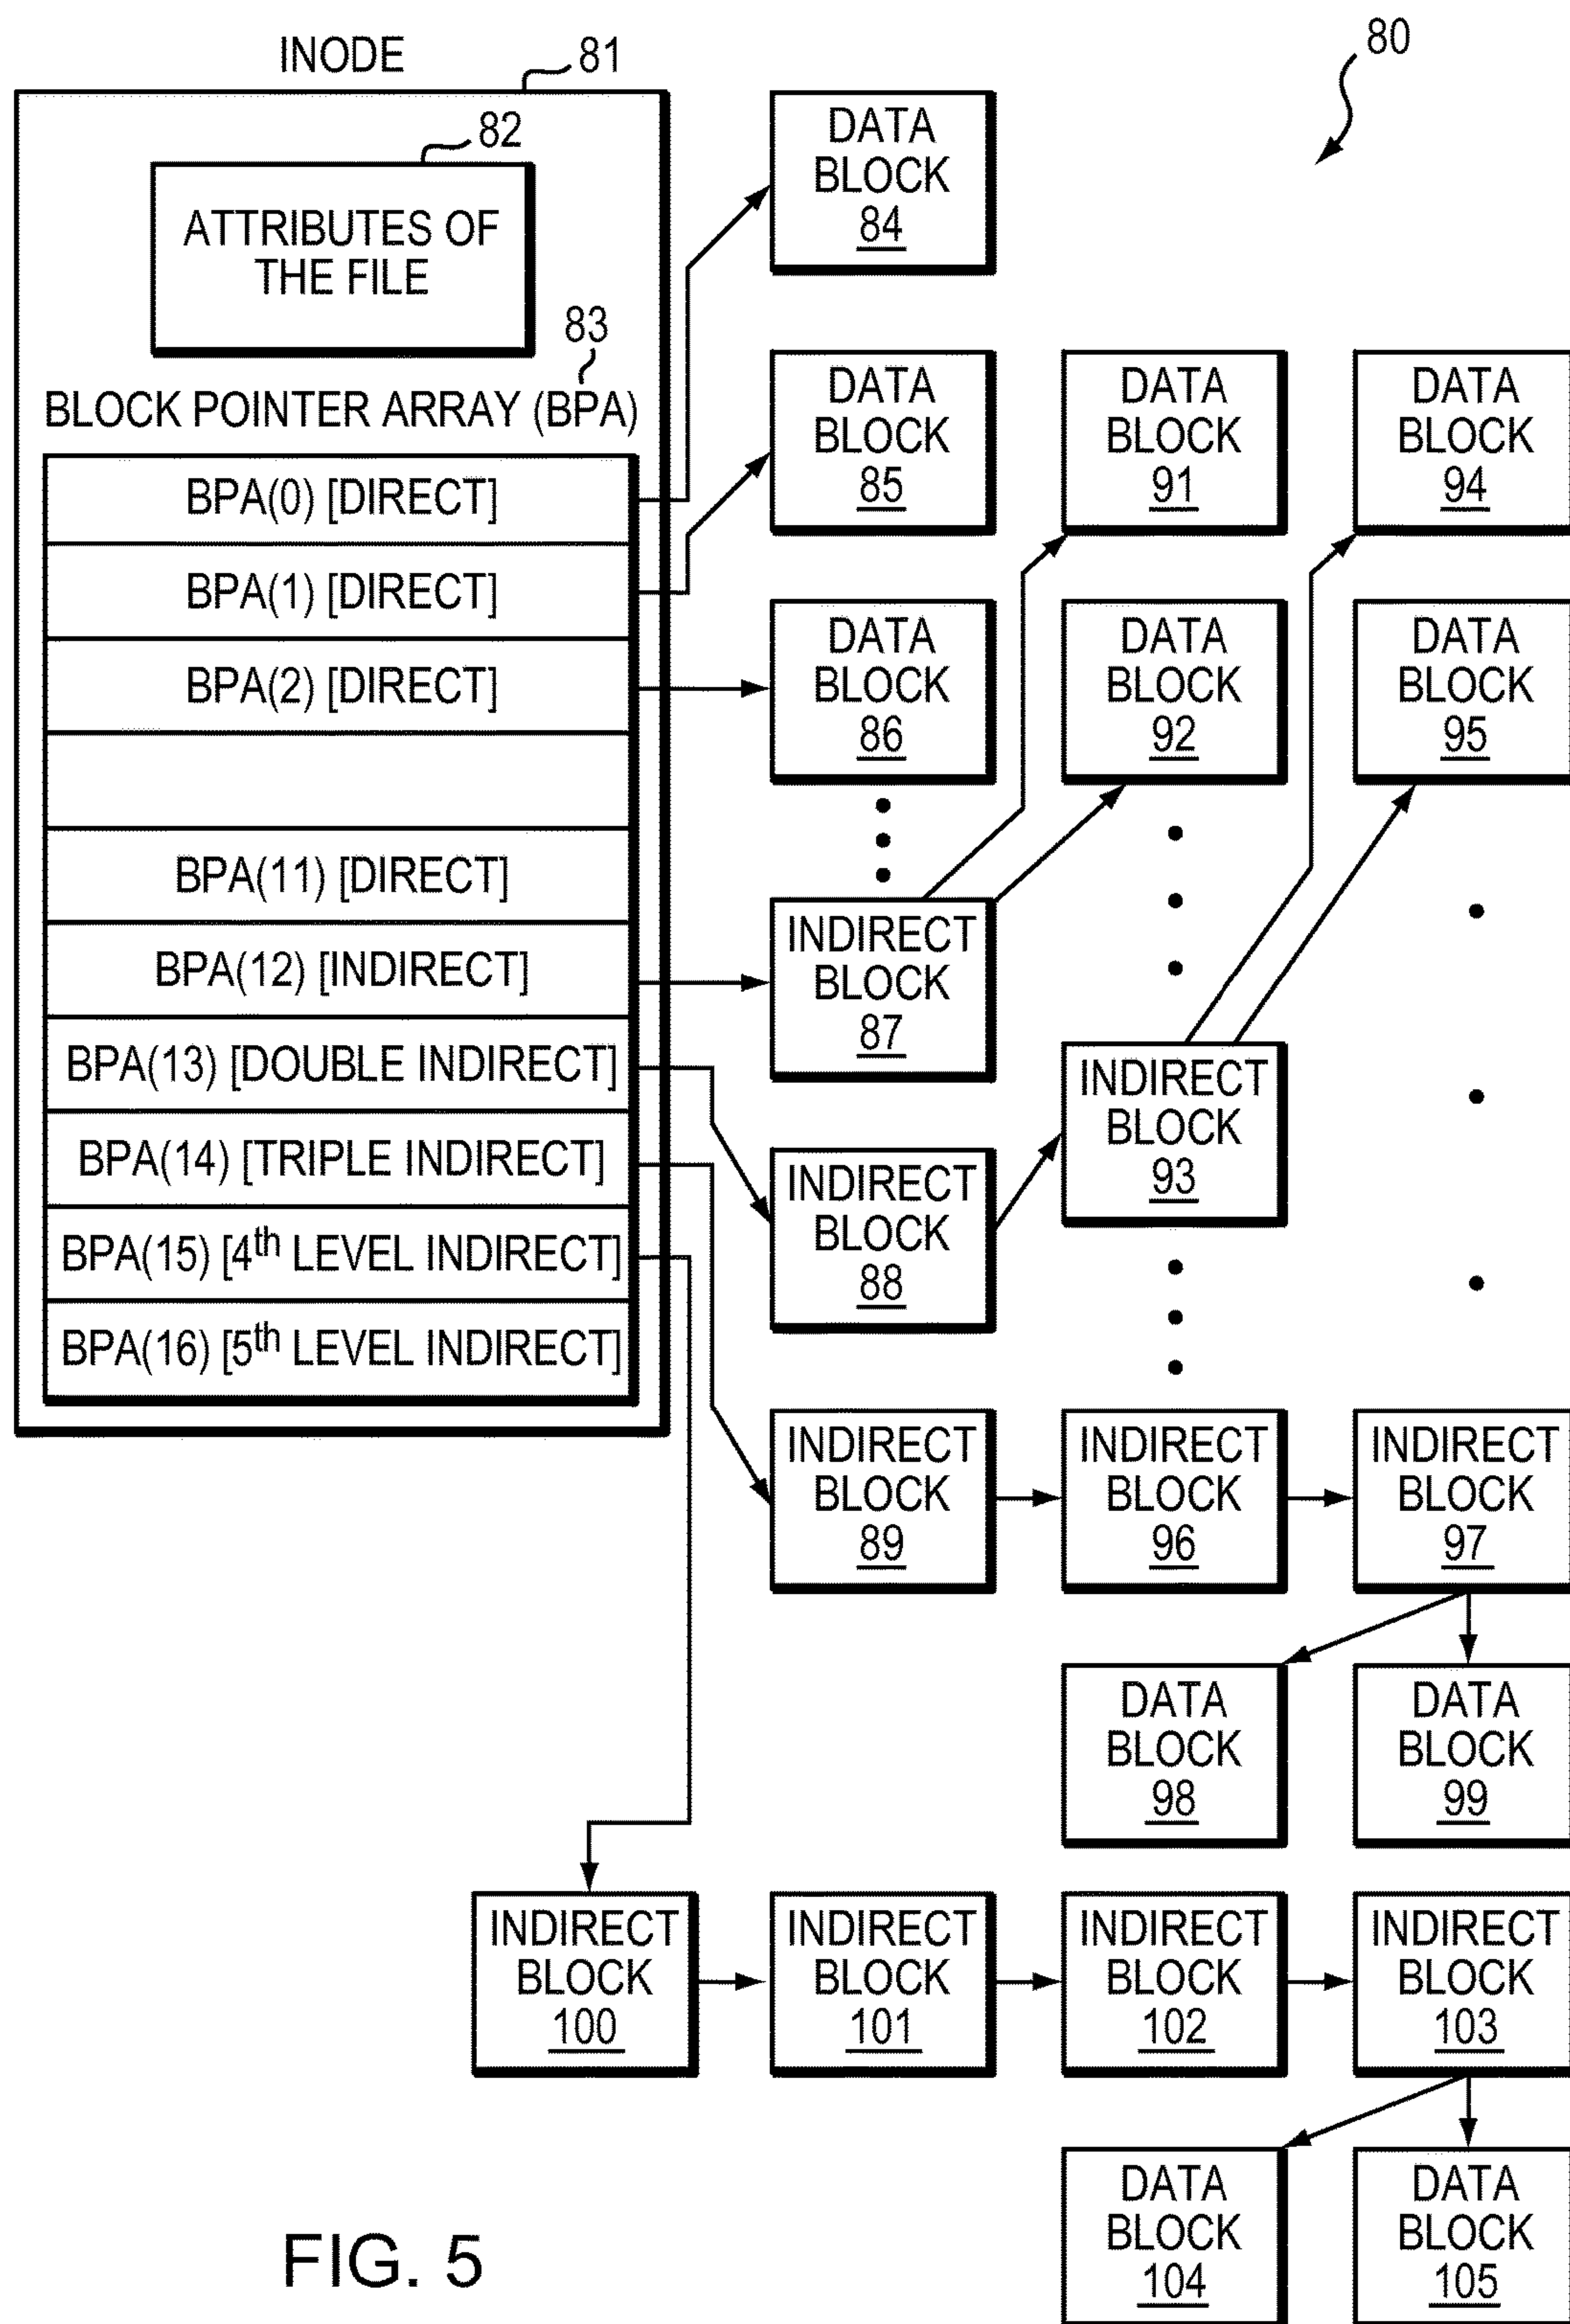 INODE
81
80
82
ATTRIBUTES OF
THE FILE
83
BLOCK POINTER ARRAY (BPA)
BPA(0) [DIRECT]
BPA(1) [DIRECT]
BPA(2) [DIRECT]
BPA(11) [DIRECT]
BPA(12) [INDIRECT]
BPA(13) [DOUBLE INDIRECT]
BPA(14) [TRIPLE INDIRECT]
BPA(15) [4th LEVEL INDIRECT]
BPA(16) [5th LEVEL INDIRECT]
DATA
BLOCK
84
DATA
BLOCK
85
DATA
BLOCK
91
DATA
BLOCK
94
DATA
BLOCK
86
DATA
BLOCK
92
DATA
BLOCK
95
INDIRECT
BLOCK
87
INDIRECT
BLOCK
93
INDIRECT
BLOCK
88
INDIRECT
BLOCK
89
INDIRECT
BLOCK
96
INDIRECT
BLOCK
97
DATA
BLOCK
98
DATA
BLOCK
99
INDIRECT
BLOCK
100
INDIRECT
BLOCK
101
INDIRECT
BLOCK
102
INDIRECT
BLOCK
103
DATA
BLOCK
104
DATA
BLOCK
105
FIG. 5